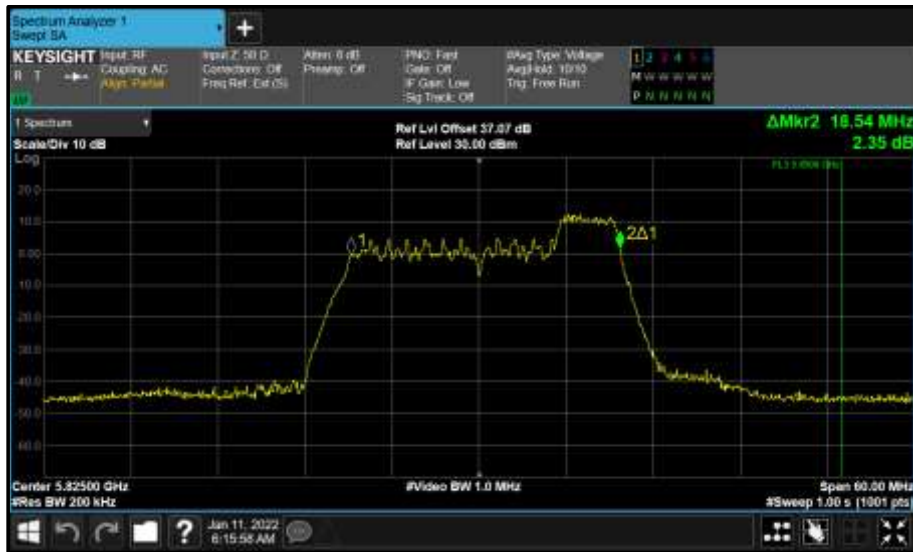 Spectrum Analyzer 1
Swept SA
+
KEYSIGHT
R T
Input: RF
Coupling: AC
Align: Partial
Input Z: 50 Ω
Corrections: Off
Freq Ref: Ext (S)
Atten: 6 dB
Preamp: Off
PNO: Fast
Gate: Off
IF Gain: Low
Sig Track: Off
#Avg Type: Voltage
Avg|Hold: 10/10
Trig: Free Run
1 2 3 4 5 6
M W W W W W
P N N N N N
1 Spectrum
Scale/Div 10 dB
Ref Lvl Offset 37.07 dB
Ref Level 30.00 dBm
ΔMkr2 18.54 MHz
2.35 dB
Log
20.0
10.0
0.00
-10.0
-20.0
-30.0
-40.0
-50.0
-60.0
1
2Δ1
Center 5.82500 GHz
#Res BW 200 kHz
#Video BW 1.0 MHz
Span 60.00 MHz
#Sweep 1.00 s (1001 pts)
?
Jan 11, 2022
6:15:58 AM